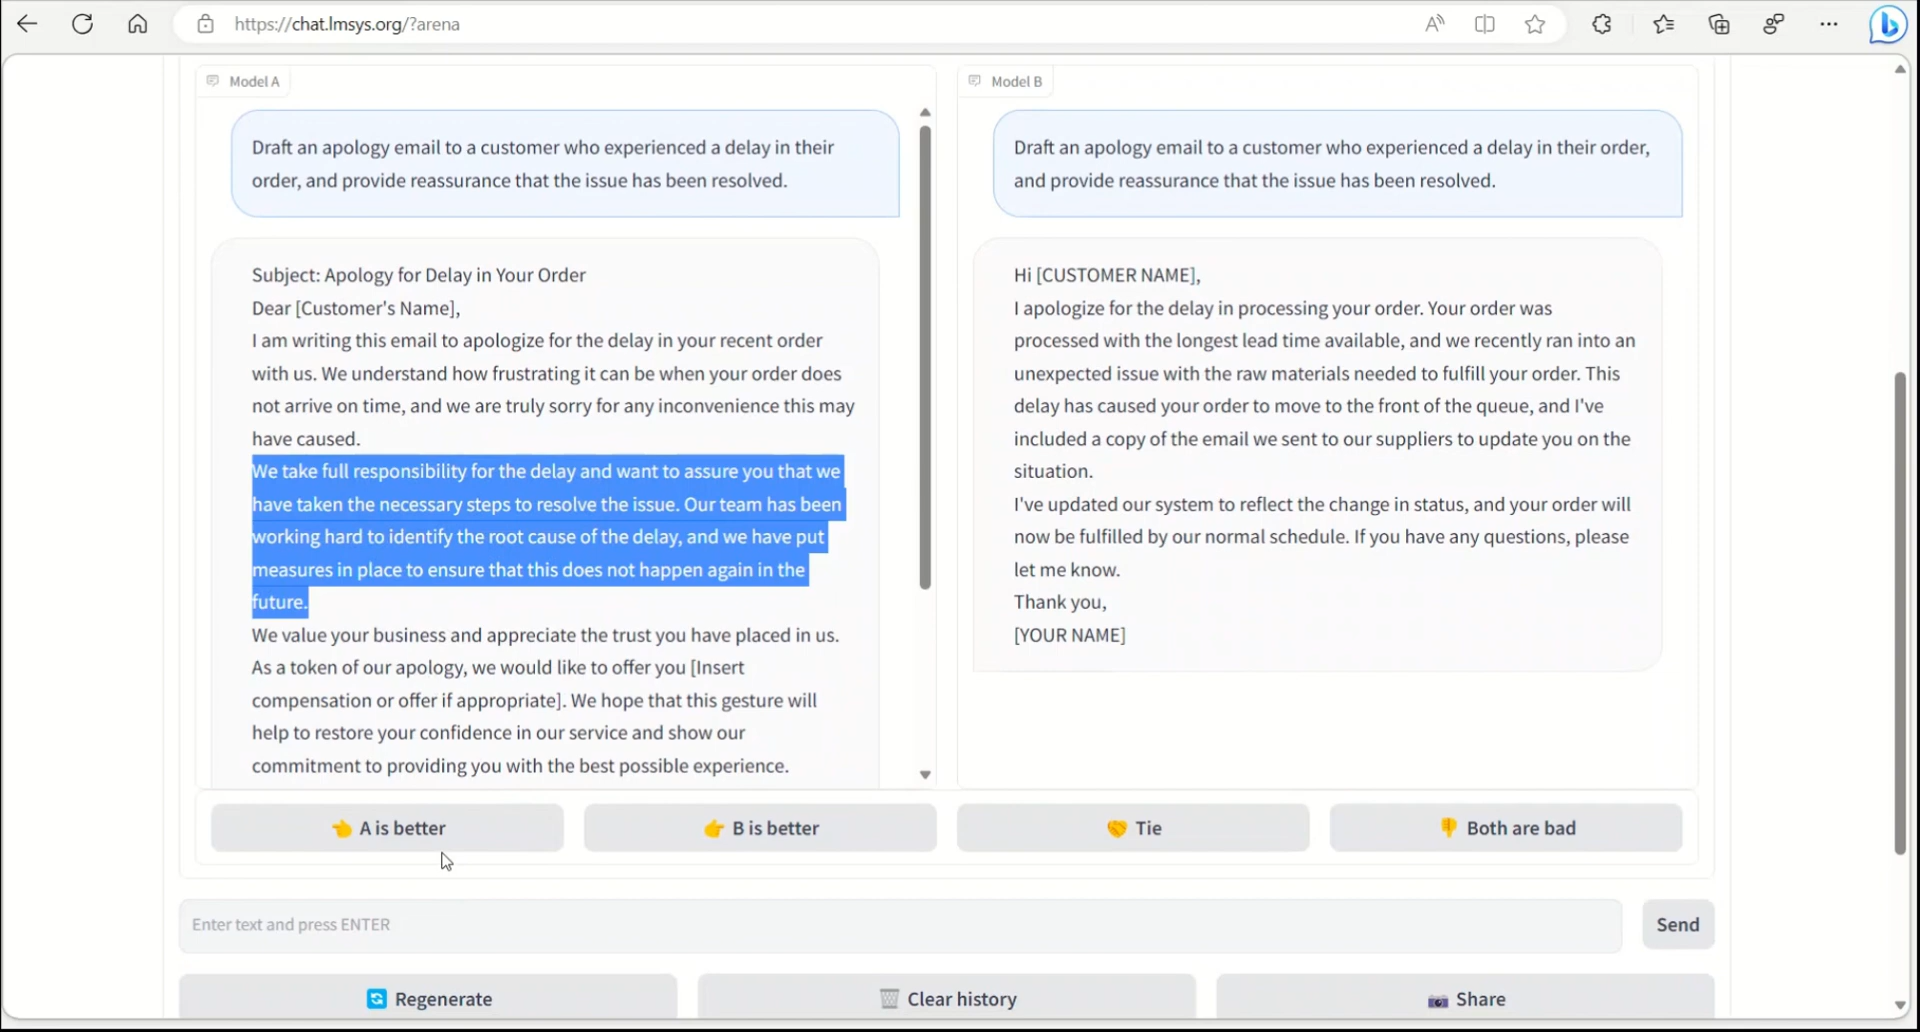 https://chat.lmsys.org/?arena
Model A
Draft an apology email to a customer who experienced a delay in their
order, and provide reassurance that the issue has been resolved.
Subject: Apology for Delay in Your Order
Dear [Customer's Name],
I am writing this email to apologize for the delay in your recent order
with us. We understand how frustrating it can be when your order does
not arrive on time, and we are truly sorry for any inconvenience this may
have caused.
We take full responsibility for the delay and want to assure you that we
have taken the necessary steps to resolve the issue. Our team has been
working hard to identify the root cause of the delay, and we have put
measures in place to ensure that this does not happen again in the
future.
We value your business and appreciate the trust you have placed in us.
As a token of our apology, we would like to offer you [Insert
compensation or offer if appropriate]. We hope that this gesture will
help to restore your confidence in our service and show our
commitment to providing you with the best possible experience.
Model B
Draft an apology email to a customer who experienced a delay in their order,
and provide reassurance that the issue has been resolved.
Hi [CUSTOMER NAME],
I apologize for the delay in processing your order. Your order was
processed with the longest lead time available, and we recently ran into an
unexpected issue with the raw materials needed to fulfill your order. This
delay has caused your order to move to the front of the queue, and I've
included a copy of the email we sent to our suppliers to update you on the
situation.
I've updated our system to reflect the change in status, and your order will
now be fulfilled by our normal schedule. If you have any questions, please
let me know.
Thank you,
[YOUR NAME]
A is better
B is better
Tie
Both are bad
Enter text and press ENTER
Send
Regenerate
Clear history
Share